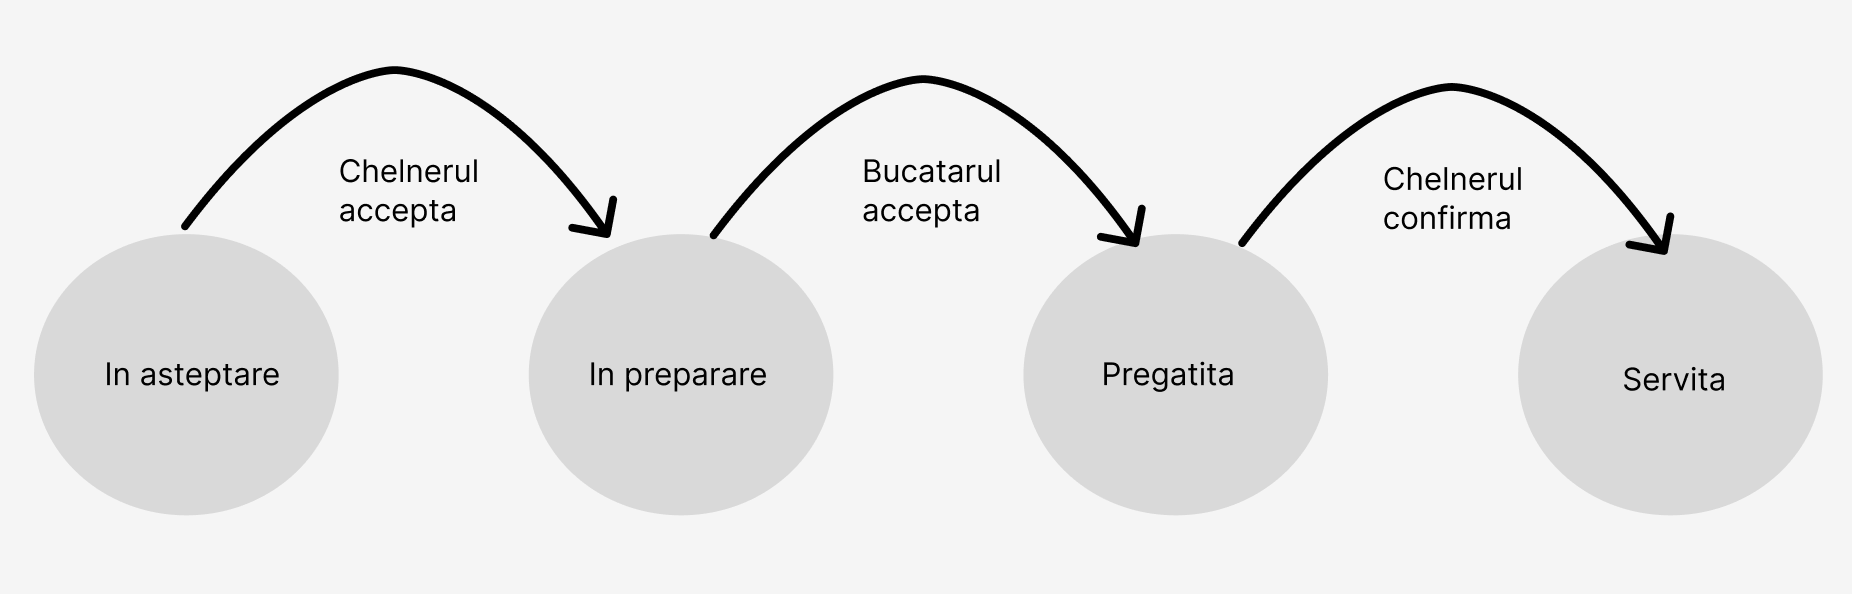 Chelnerul
accepta
Bucatarul
accepta
Chelnerul
confirma
In asteptare
In preparare
Pregatita
Servita